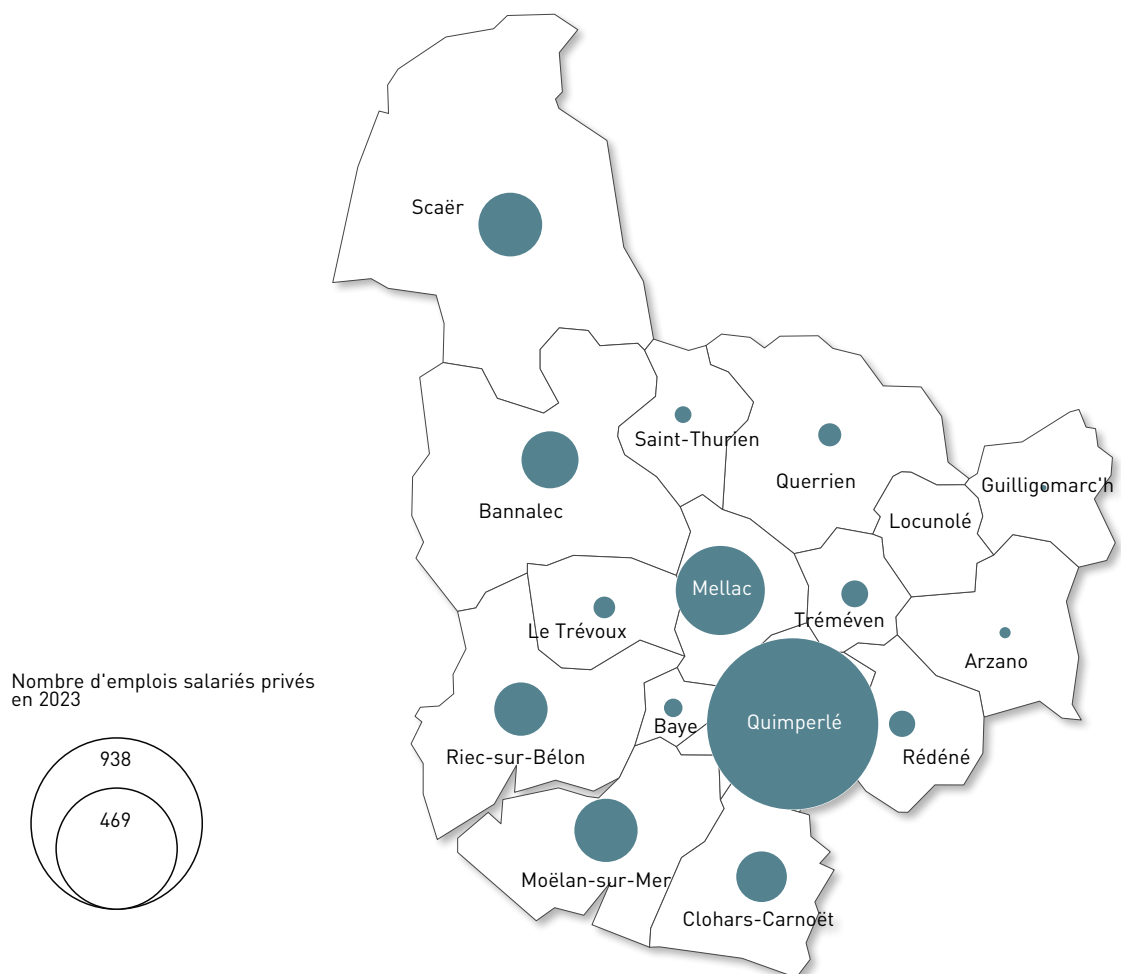 Scaër
Saint-Thurien
Querrien
Guilligomarc'h
Bannalec
Locunolé
Mellac
Tréméven
Le Trévoux
Arzano
Nombre d'emplois salariés privés
en 2023
Baye
Quimperlé
Riec-sur-Bélon
Rédéné
938
469
Moëlan-sur-Mer
Clohars-Carnoët